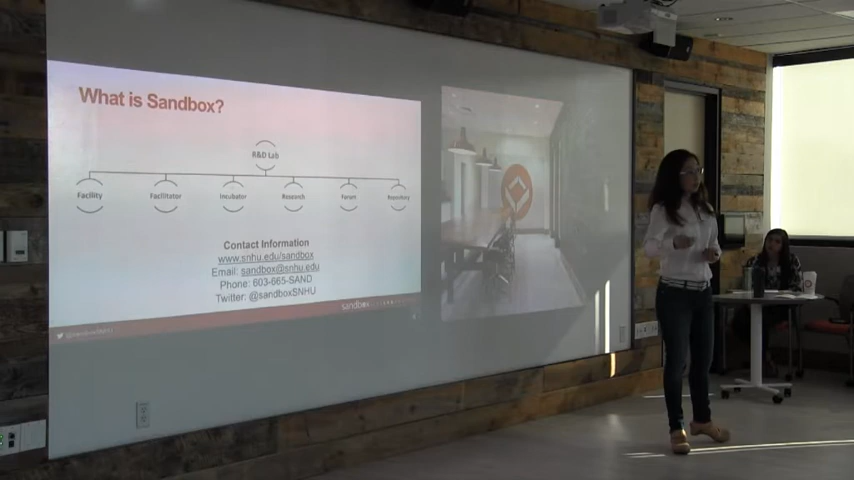 What is Sandbox?
R&D Lab
Facility Facilitator Incubator Research Forum Repository
Contact Information
www.snhu.edu/sandbox
Email: sandbox@snhu.edu
Phone: 603-665-SAND
Twitter: @sandboxSNHU
sandbox